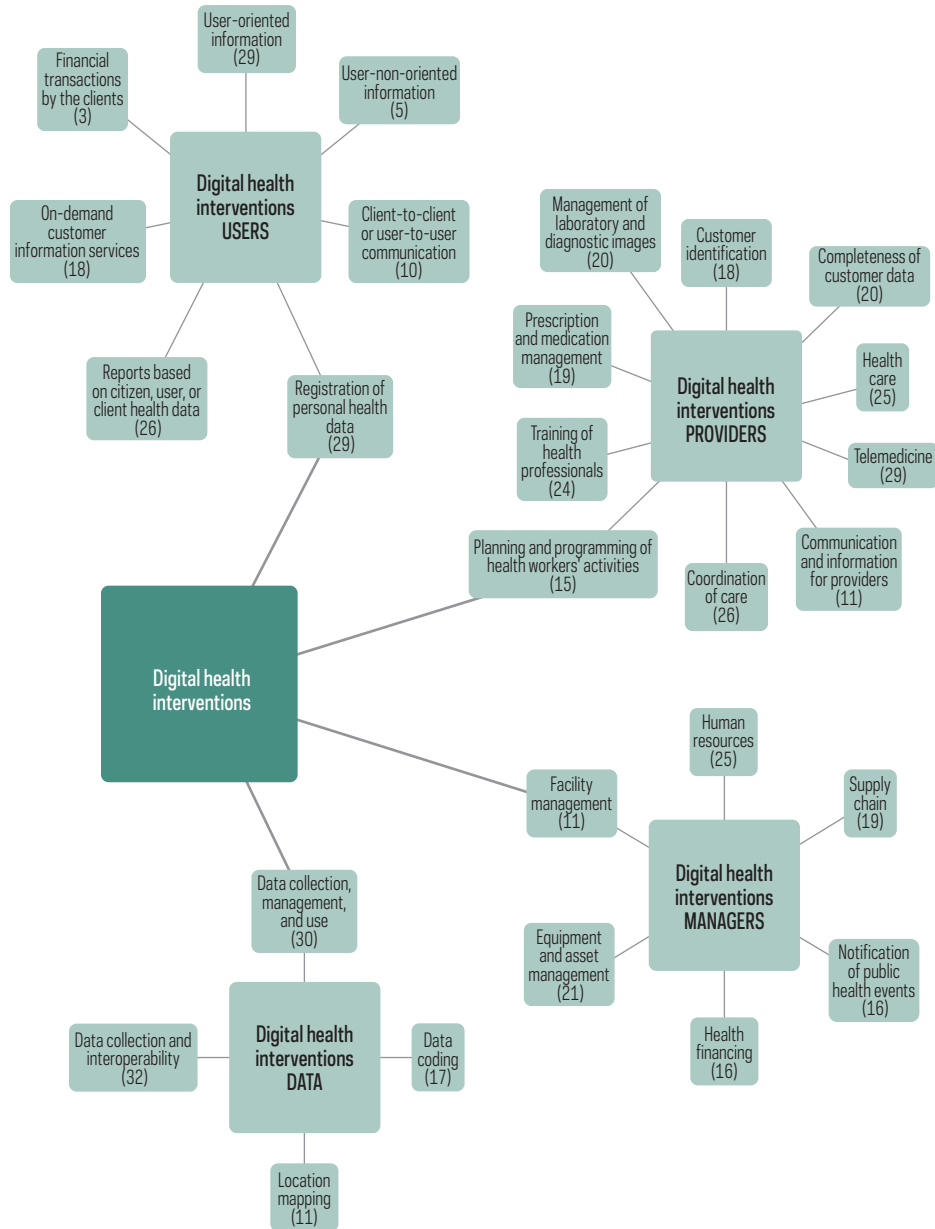 User-oriented
information
(29)
Financial
transactions
by the clients
(3)
User-non-oriented
information
(5)
Digital health
interventions
USERS
On-demand
customer
information services
(18)
Client-to-client
or user-to-user
communication
(10)
Reports based
on citizen, user, or
client health data
(26)
Registration of
personal health
data
(29)
Management of
laboratory and
diagnostic images
(20)
Customer
identification
(18)
Completeness of
customer data
(20)
Prescription
and medication
management
(19)
Digital health
interventions
PROVIDERS
Health
care
(25)
Training of
health
professionals
(24)
Telemedicine
(29)
Planning and programming of
health workers' activities
(15)
Coordination
of care
(26)
Communication
and information
for providers
(11)
Digital health
interventions
Human
resources
(25)
Facility
management
(11)
Supply
chain
(19)
Digital health
interventions
MANAGERS
Equipment
and asset
management
(21)
Notification
of public
health events
(16)
Health
financing
(16)
Data collection,
management,
and use
(30)
Data collection and
interoperability
(32)
Digital health
interventions
DATA
Data
coding
(17)
Location
mapping
(11)